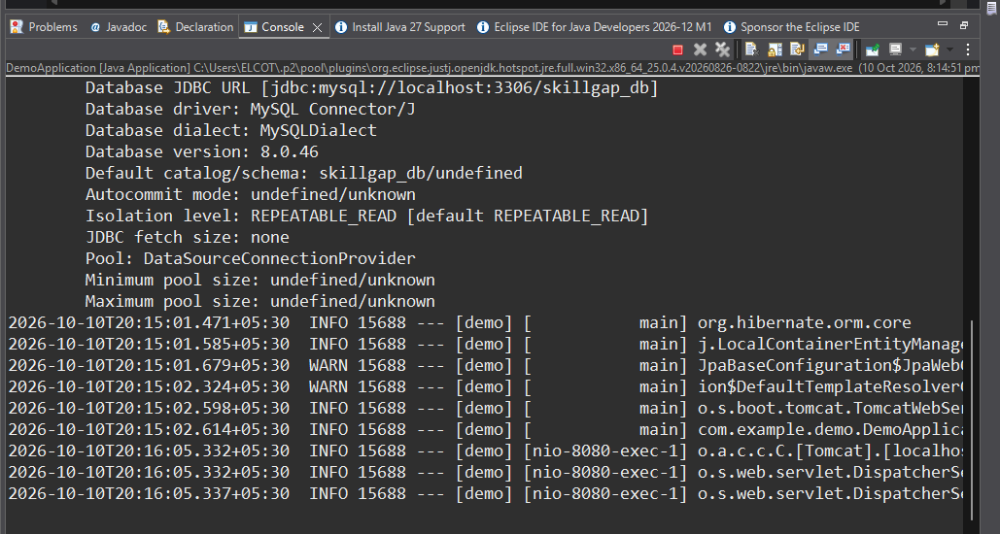 Problems Javadoc Declaration Console Install Java 27 Support Eclipse IDE for Java Developers 2026-12 M1 Sponsor the Eclipse IDE
DemoApplication [Java Application] C:\Users\ELCOT\.p2\pool\plugins\org.eclipse.justj.openjdk.hotspot.jre.full.win32.x86_64_25.0.4.v20260826-0822\jre\bin\javaw.exe (10 Oct 2026, 8:14:51 pm
Database JDBC URL [jdbc:mysql://localhost:3306/skillgap_db]
Database driver: MySQL Connector/J
Database dialect: MySQLDialect
Database version: 8.0.46
Default catalog/schema: skillgap_db/undefined
Autocommit mode: undefined/unknown
Isolation level: REPEATABLE_READ [default REPEATABLE_READ]
JDBC fetch size: none
Pool: DataSourceConnectionProvider
Minimum pool size: undefined/unknown
Maximum pool size: undefined/unknown
2026-10-10T20:15:01.471+05:30  INFO 15688 --- [demo] [           main] org.hibernate.orm.core
2026-10-10T20:15:01.585+05:30  INFO 15688 --- [demo] [           main] j.LocalContainerEntityManage
2026-10-10T20:15:01.679+05:30  WARN 15688 --- [demo] [           main] JpaBaseConfiguration$JpaWebC
2026-10-10T20:15:02.324+05:30  WARN 15688 --- [demo] [           main] ion$DefaultTemplateResolverC
2026-10-10T20:15:02.598+05:30  INFO 15688 --- [demo] [           main] o.s.boot.tomcat.TomcatWebSer
2026-10-10T20:15:02.614+05:30  INFO 15688 --- [demo] [           main] com.example.demo.DemoApplica
2026-10-10T20:16:05.332+05:30  INFO 15688 --- [demo] [nio-8080-exec-1] o.a.c.c.C.[Tomcat].[localhos
2026-10-10T20:16:05.332+05:30  INFO 15688 --- [demo] [nio-8080-exec-1] o.s.web.servlet.DispatcherSe
2026-10-10T20:16:05.337+05:30  INFO 15688 --- [demo] [nio-8080-exec-1] o.s.web.servlet.DispatcherSe